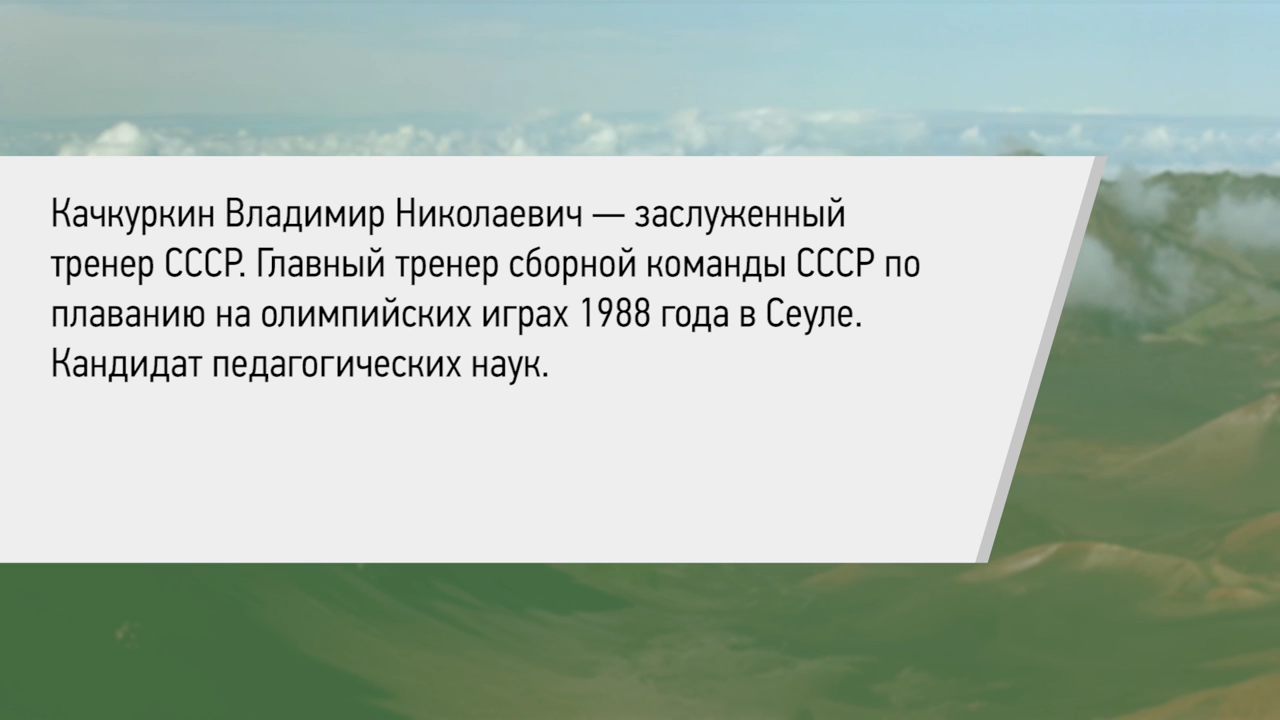 Качкуркин Владимир Николаевич — заслуженный
тренер СССР. Главный тренер сборной команды СССР по
плаванию на олимпийских играх 1988 года в Сеуле.
Кандидат педагогических наук.